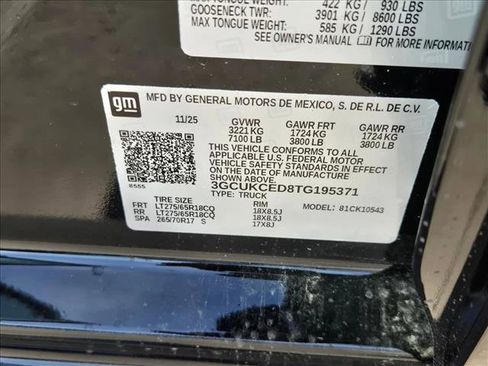 TONGUE WEIGHT: 422 KG / 930 LBS
GOOSENECK TWR: 3901 KG / 8600 LBS
MAX TONGUE WEIGHT: 585 KG / 1290 LBS
SEE OWNER'S MANUAL FOR MORE INFORMATION
gm MFD BY GENERAL MOTORS DE MEXICO, S. DE R.L. DE C.V.
11/25 GVWR GAWR FRT GAWR RR
3221 KG 1724 KG 1724 KG
7100 LB 3800 LB 3800 LB
THIS VEHICLE CONFORMS TO ALL APPLICABLE
U.S. FEDERAL MOTOR VEHICLE SAFETY
STANDARDS IN EFFECT ON THE DATE OF
MANUFACTURE SHOWN ABOVE.
3GCUKCED8TG195371
8555 TYPE: TRUCK MODEL: 81CK10543
TIRE SIZE RIM
FRT LT275/65R18CQ 18X8.5J
RR LT275/65R18CQ 18X8.5J
SPA 265/70R17 S 17X8J